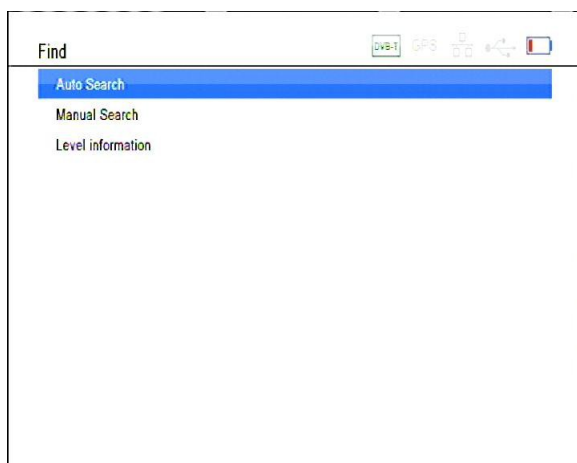 Find
DVB-T GPS
Auto Search
Manual Search
Level information